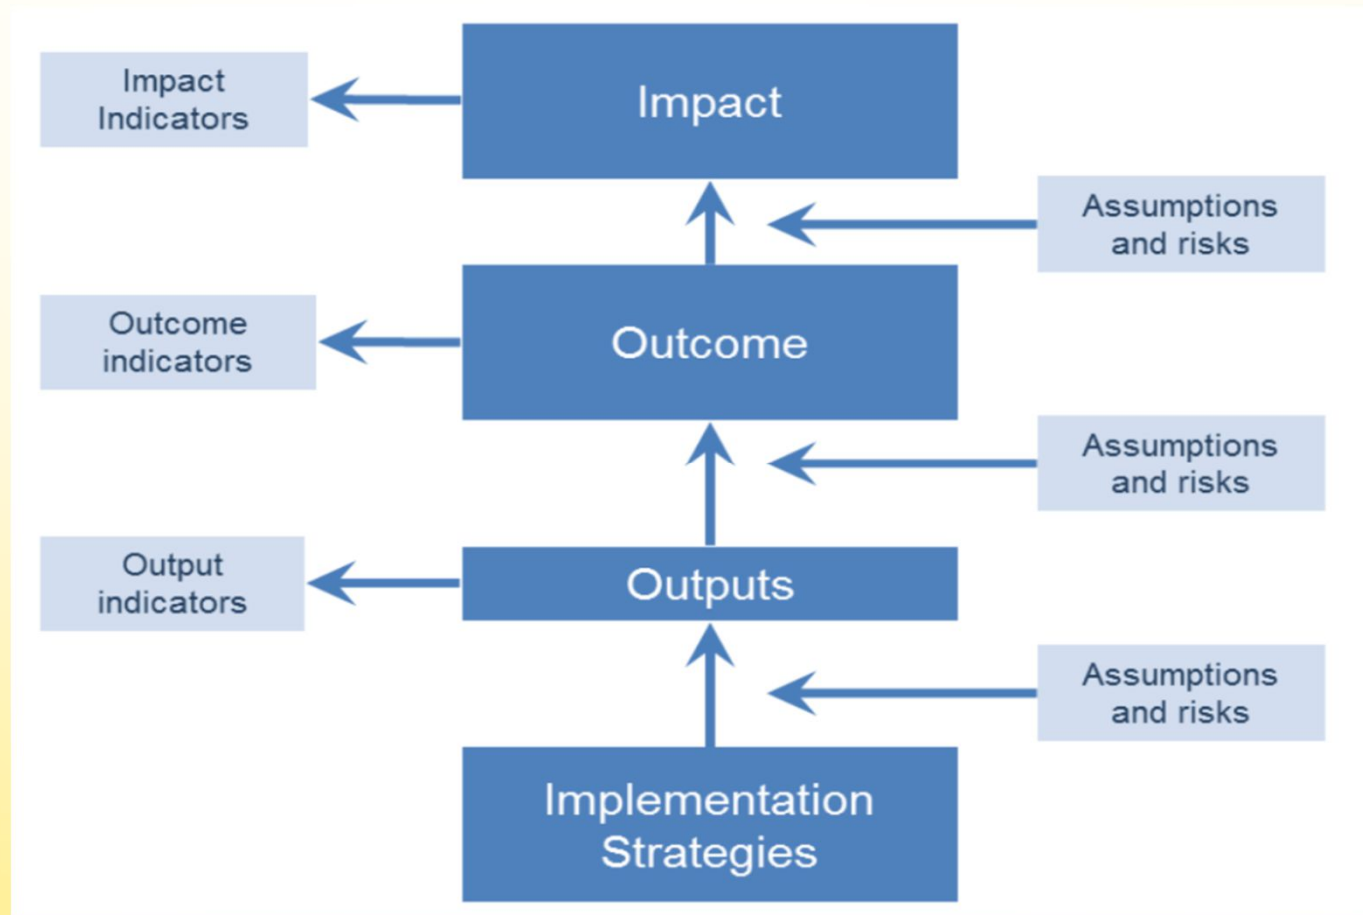 Impact
Indicators
Impact
Assumptions
and risks
Outcome
indicators
Outcome
Assumptions
and risks
Output
indicators
Outputs
Assumptions
and risks
Implementation
Strategies